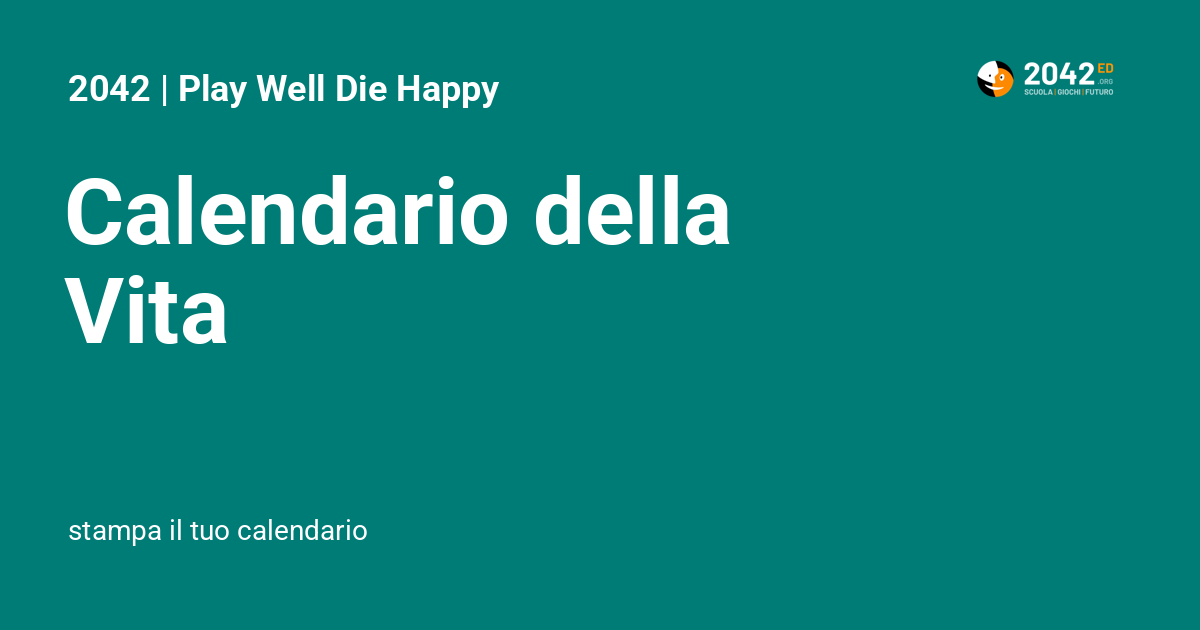 2042 | Play Well Die Happy
2042 ED
.ORG
SCUOLA | GIOCHI | FUTURO
Calendario della
Vita
stampa il tuo calendario